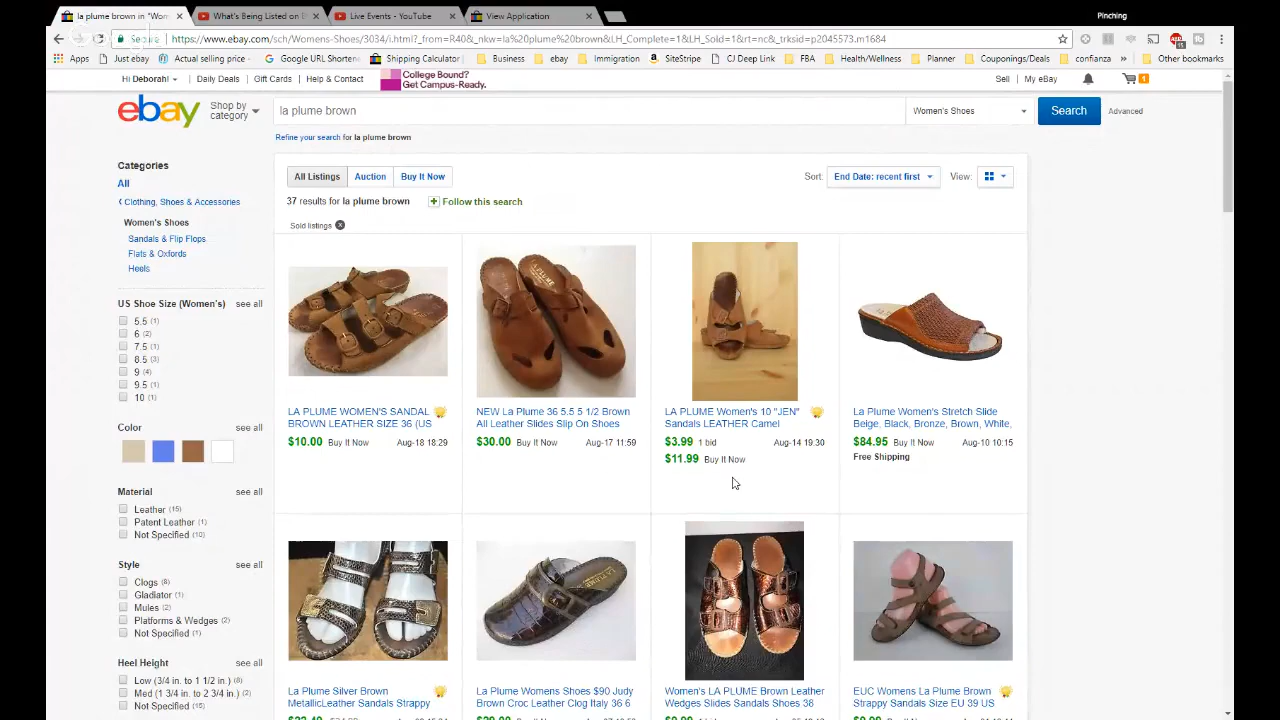 la plume brown in "Wom
What's Being Listed on E
Live Events - YouTube
View Application
Pinching
Secure
https://www.ebay.com/sch/Womens-Shoes/3034/i.html?_from=R40&_nkw=la%20plume%20brown&LH_Complete=1&LH_Sold=1&rt=nc&_trksid=p2045573.m1684
Apps Just ebay Actual selling price Google URL Shortene Shipping Calculator Business ebay Immigration SiteStripe CJ Deep Link FBA Health/Wellness Planner Coupons/Deals confianza » Other bookmarks
Hi Deborah! Daily Deals Gift Cards Help & Contact
College Bound?
Get Campus-Ready.
Sell My eBay 1
ebay
Shop by
category
la plume brown
Women's Shoes
Search
Advanced
Refine your search for la plume brown
Categories
All
Clothing, Shoes & Accessories
Women's Shoes
Sandals & Flip Flops
Flats & Oxfords
Heels
US Shoe Size (Women's) see all
5.5 (1)
6 (2)
7.5 (1)
8.5 (3)
9 (4)
9.5 (1)
10 (1)
Color see all
Material see all
Leather (15)
Patent Leather (1)
Not Specified (10)
Style see all
Clogs (8)
Gladiator (1)
Mules (2)
Platforms & Wedges (2)
Not Specified (1)
Heel Height see all
Low (3/4 in. to 1 1/2 in.) (8)
Med (1 3/4 in. to 2 3/4 in.) (2)
Not Specified (15)
All Listings Auction Buy It Now
Sort: End Date: recent first
View:
37 results for la plume brown
Follow this search
Sold listings
LA PLUME WOMEN'S SANDAL
BROWN LEATHER SIZE 36 (US
$10.00 Buy It Now Aug-18 18:29
NEW La Plume 36 5.5 5 1/2 Brown
All Leather Slides Slip On Shoes
$30.00 Buy It Now Aug-17 11:59
LA PLUME Women's 10 "JEN"
Sandals LEATHER Camel
$3.99 1 bid Aug-14 19:30
$11.99 Buy It Now
La Plume Women's Stretch Slide
Beige, Black, Bronze, Brown, White,
$84.95 Buy It Now Aug-10 10:15
Free Shipping
La Plume Silver Brown
MetallicLeather Sandals Strappy
La Plume Womens Shoes $90 Judy
Brown Croc Leather Clog Italy 36 6
Women's LA PLUME Brown Leather
Wedges Slides Sandals Shoes 38
EUC Womens La Plume Brown
Strappy Sandals Size EU 39 US